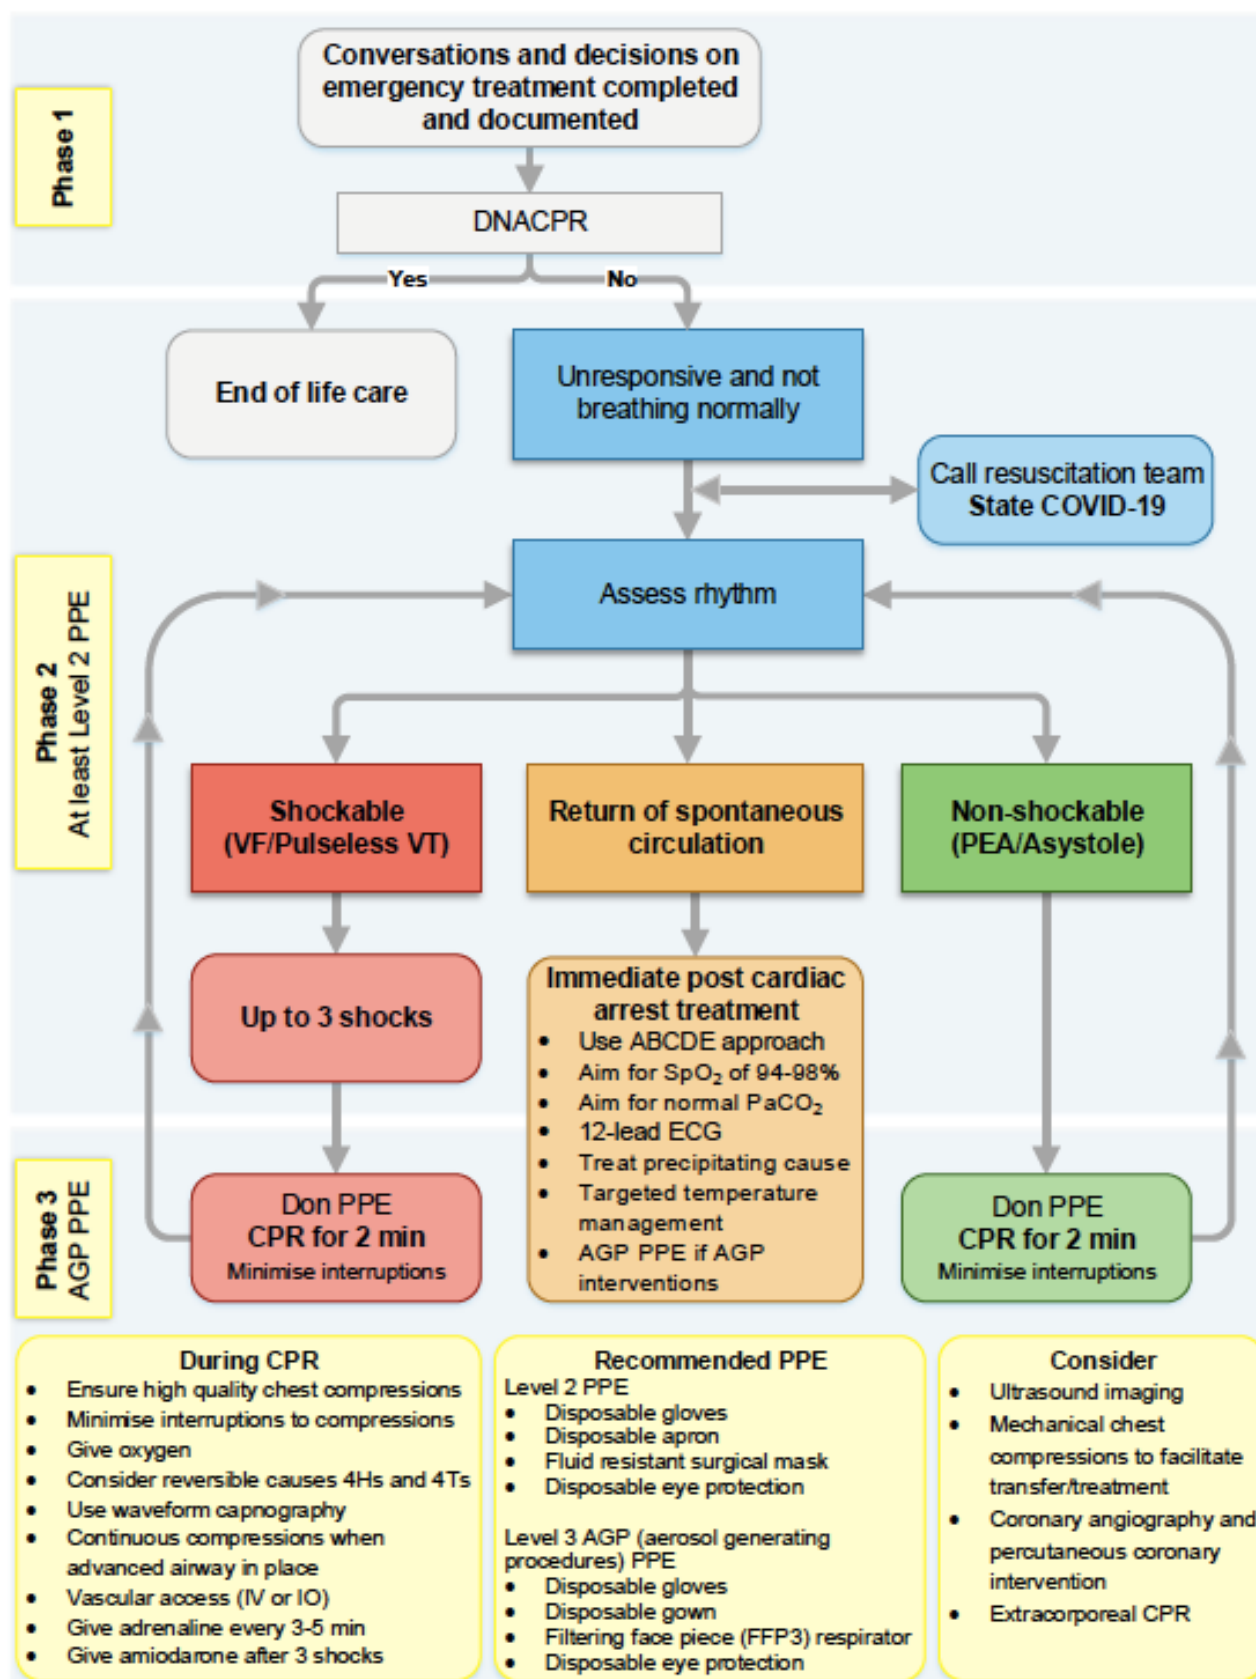 Conversations and decisions on
emergency treatment completed
and documented
Phase 1
DNACPR
Yes
No
End of life care
Unresponsive and not
breathing normally
Call resuscitation team
State COVID-19
Assess rhythm
Phase 2
At least Level 2 PPE
Shockable
(VF/Pulseless VT)
Return of spontaneous
circulation
Non-shockable
(PEA/Asystole)
Up to 3 shocks
Immediate post cardiac
arrest treatment
• Use ABCDE approach
• Aim for SpO₂ of 94-98%
• Aim for normal PaCO₂
• 12-lead ECG
• Treat precipitating cause
• Targeted temperature
management
• AGP PPE if AGP
interventions
Phase 3
AGP PPE
Don PPE
CPR for 2 min
Minimise interruptions
Don PPE
CPR for 2 min
Minimise interruptions
During CPR
• Ensure high quality chest compressions
• Minimise interruptions to compressions
• Give oxygen
• Consider reversible causes 4Hs and 4Ts
• Use waveform capnography
• Continuous compressions when
advanced airway in place
• Vascular access (IV or IO)
• Give adrenaline every 3-5 min
• Give amiodarone after 3 shocks
Recommended PPE
Level 2 PPE
• Disposable gloves
• Disposable apron
• Fluid resistant surgical mask
• Disposable eye protection
Level 3 AGP (aerosol generating
procedures) PPE
• Disposable gloves
• Disposable gown
• Filtering face piece (FFP3) respirator
• Disposable eye protection
Consider
• Ultrasound imaging
• Mechanical chest
compressions to facilitate
transfer/treatment
• Coronary angiography and
percutaneous coronary
intervention
• Extracorporeal CPR